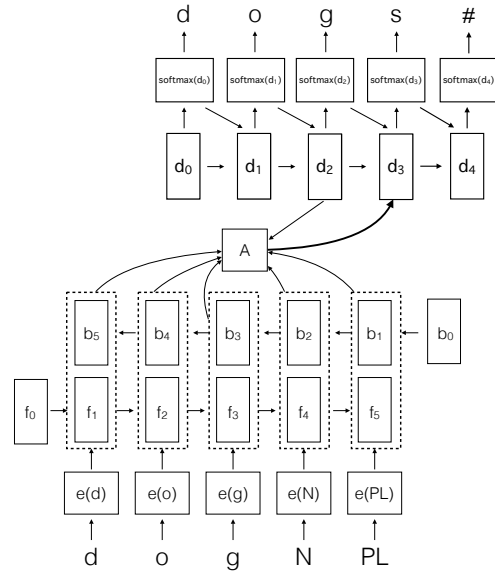 d o g s #
softmax(d₀) softmax(d₁) softmax(d₂) softmax(d₃) softmax(d₄)
d₀ d₁ d₂ d₃ d₄
A
b₅ b₄ b₃ b₂ b₁ b₀
f₀ f₁ f₂ f₃ f₄ f₅
e(d) e(o) e(g) e(N) e(PL)
d o g N PL